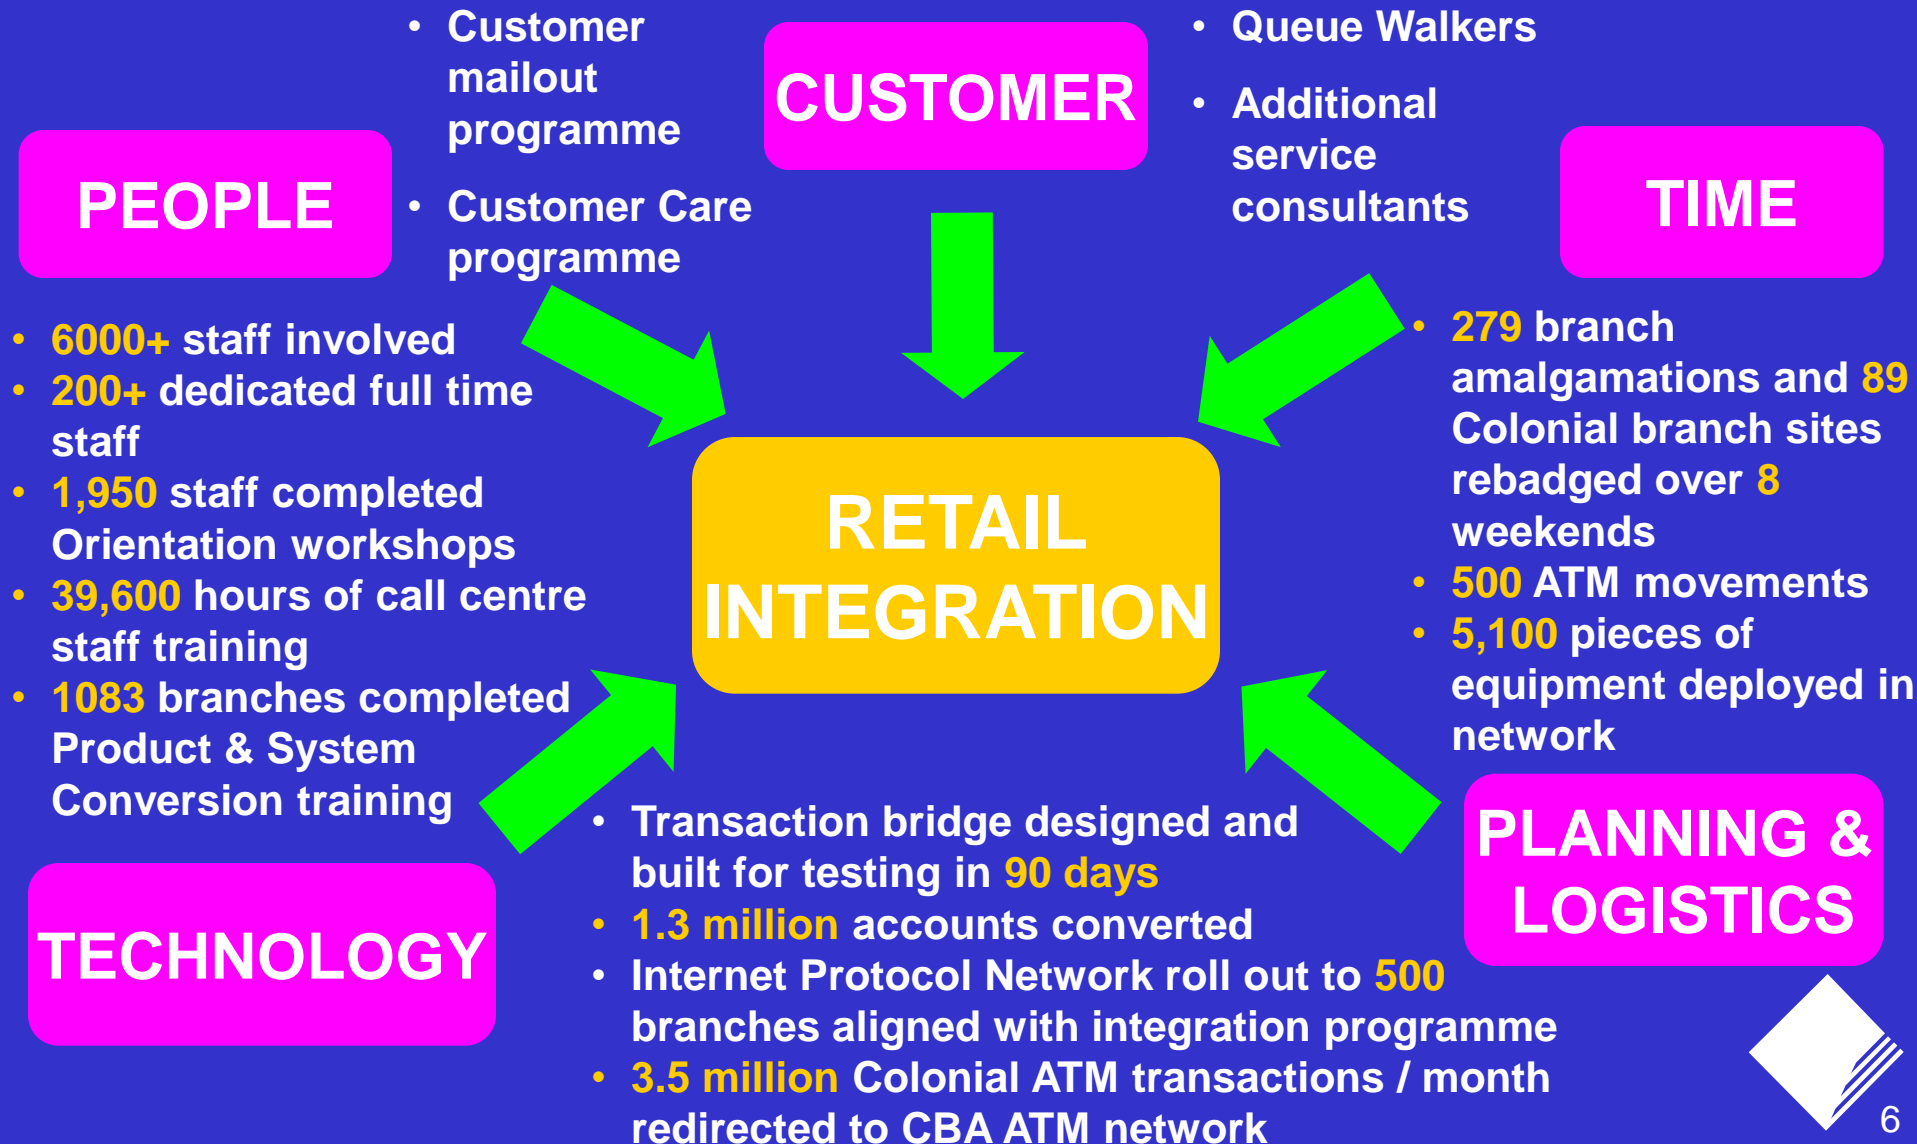 • Customer
mailout
programme
• Customer Care
programme
CUSTOMER
• Queue Walkers
• Additional
service
consultants
PEOPLE
TIME
• 6000+ staff involved
• 200+ dedicated full time
staff
• 1,950 staff completed
Orientation workshops
• 39,600 hours of call centre
staff training
• 1083 branches completed
Product & System
Conversion training
RETAIL
INTEGRATION
• 279 branch
amalgamations and 89
Colonial branch sites
rebadged over 8
weekends
• 500 ATM movements
• 5,100 pieces of
equipment deployed in
network
TECHNOLOGY
• Transaction bridge designed and
built for testing in 90 days
• 1.3 million accounts converted
• Internet Protocol Network roll out to 500
branches aligned with integration programme
• 3.5 million Colonial ATM transactions / month
redirected to CBA ATM network
PLANNING &
LOGISTICS
6